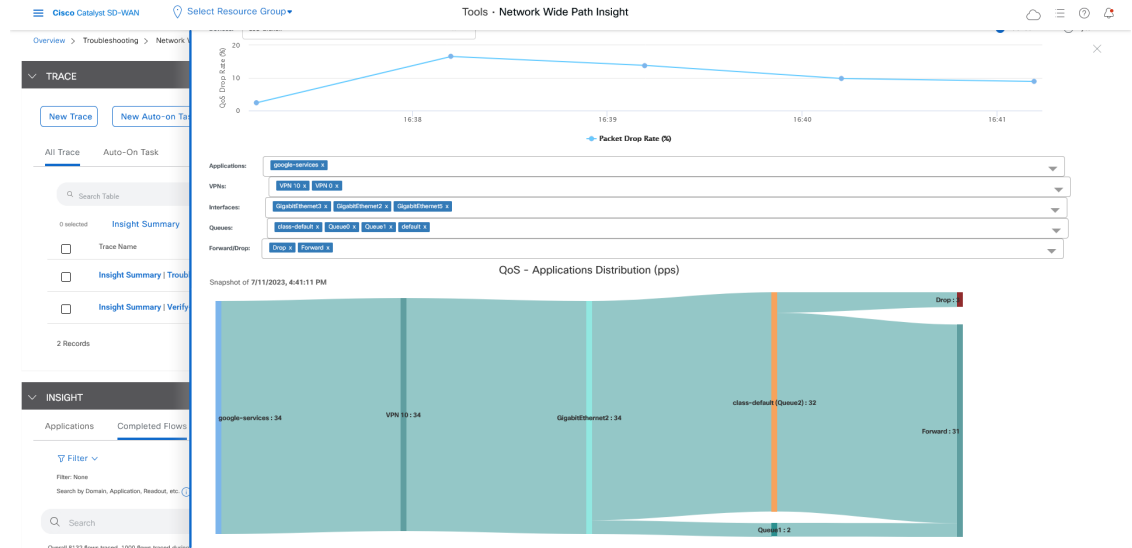 Cisco Catalyst SD-WAN
Select Resource Group▾
Tools · Network Wide Path Insight
Overview > Troubleshooting > Network
TRACE
New Trace
New Auto-on Tas
All Trace
Auto-On Task
Search Table
0 selected
Insight Summary
Trace Name
Insight Summary | Troubl
Insight Summary | Verify
2 Records
INSIGHT
Applications
Completed Flows
Filter
Filter: None
Search by Domain, Application, Readout, etc.
Search
QoS Drop Rate (%)
20
10
0
16:38
16:39
16:40
16:41
Packet Drop Rate (%)
Applications:
google-services x
VPNs:
VPN 10 x
VPN 0 x
Interfaces:
GigabitEthernet3 x
GigabitEthernet2 x
GigabitEthernet5 x
Queues:
class-default x
Queue0 x
Queue1 x
default x
Forward/Drop:
Drop x
Forward x
QoS - Applications Distribution (pps)
Snapshot of 7/11/2023, 4:41:11 PM
google-services : 34
VPN 10 : 34
GigabitEthernet2 : 34
class-default (Queue2) : 32
Queue1 : 2
Drop :
Forward : 31